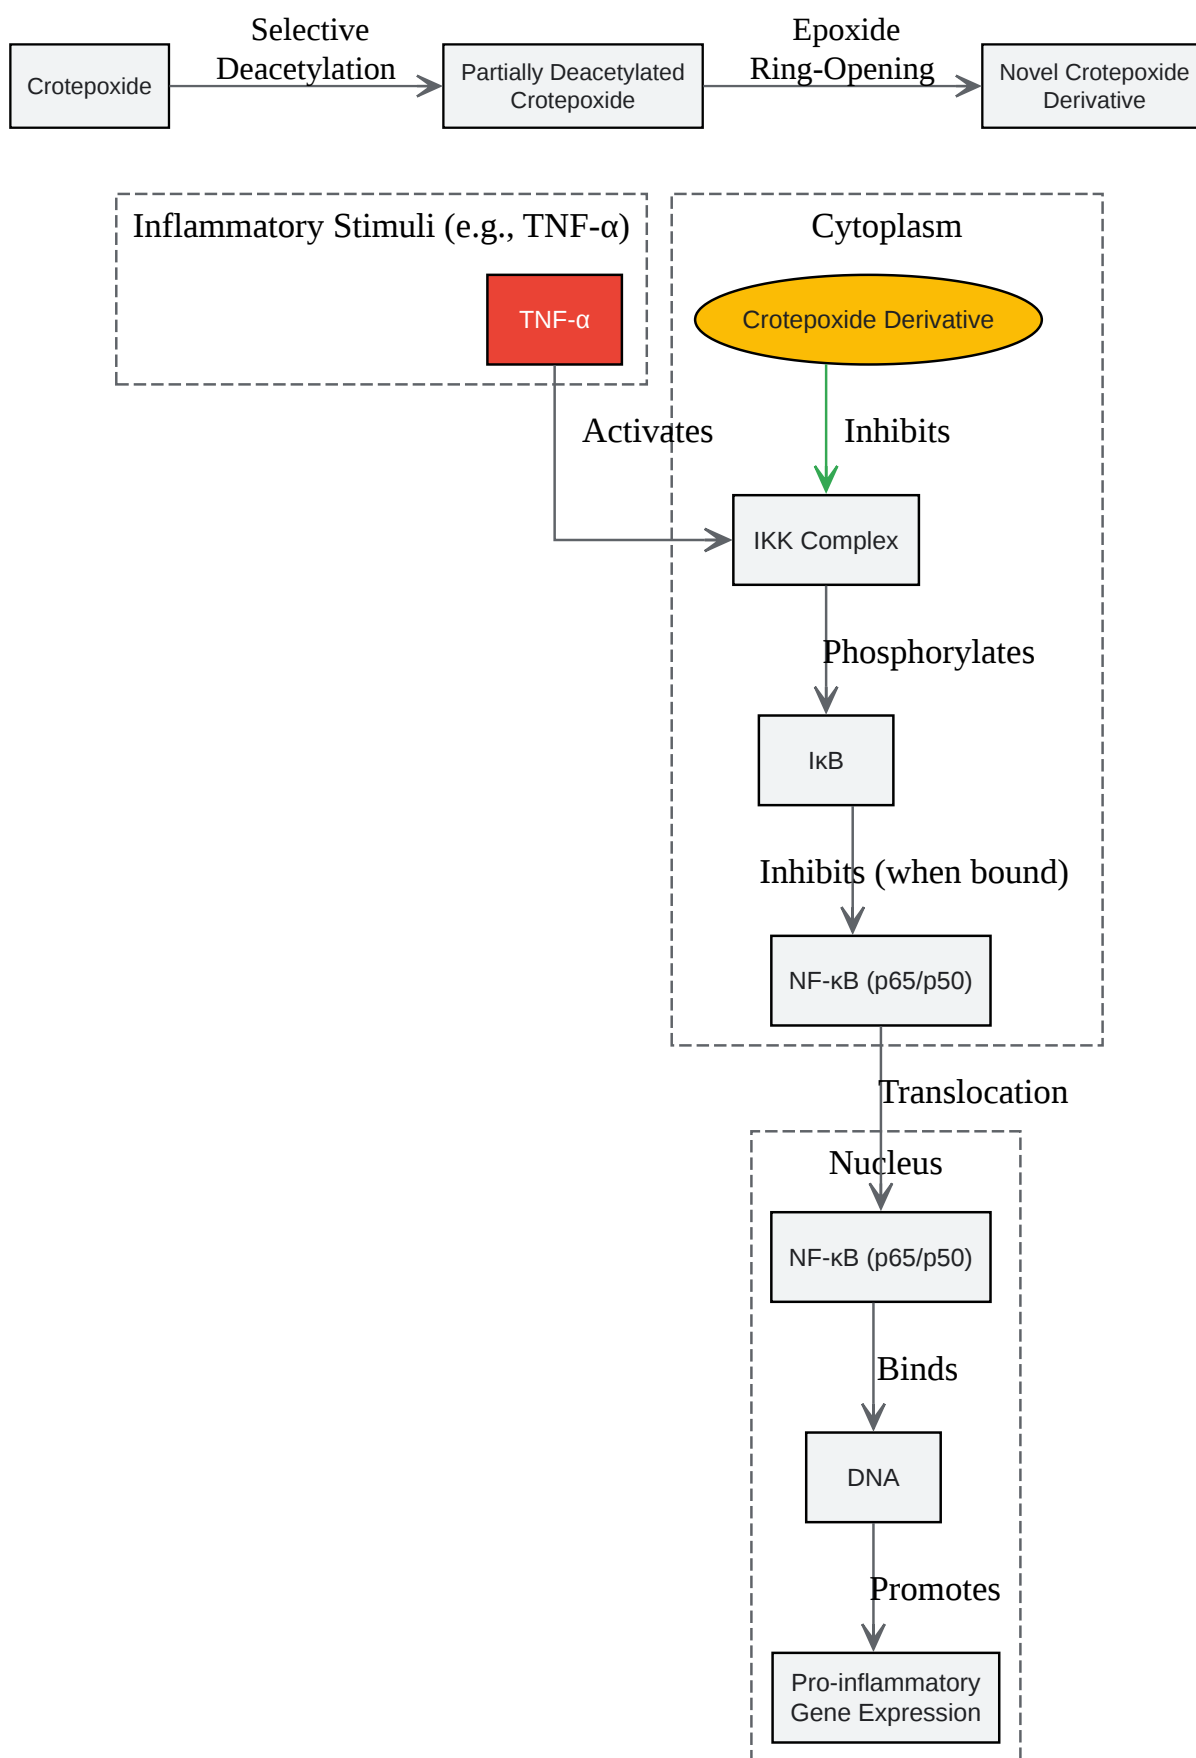 Crotepoxide
Selective
Deacetylation
Partially Deacetylated
Crotepoxide
Epoxide
Ring-Opening
Novel Crotepoxide
Derivative
Inflammatory Stimuli (e.g., TNF-α)
TNF-α
Cytoplasm
Crotepoxide Derivative
Activates
Inhibits
IKK Complex
Phosphorylates
IκB
Inhibits (when bound)
NF-κB (p65/p50)
Translocation
Nucleus
NF-κB (p65/p50)
Binds
DNA
Promotes
Pro-inflammatory
Gene Expression